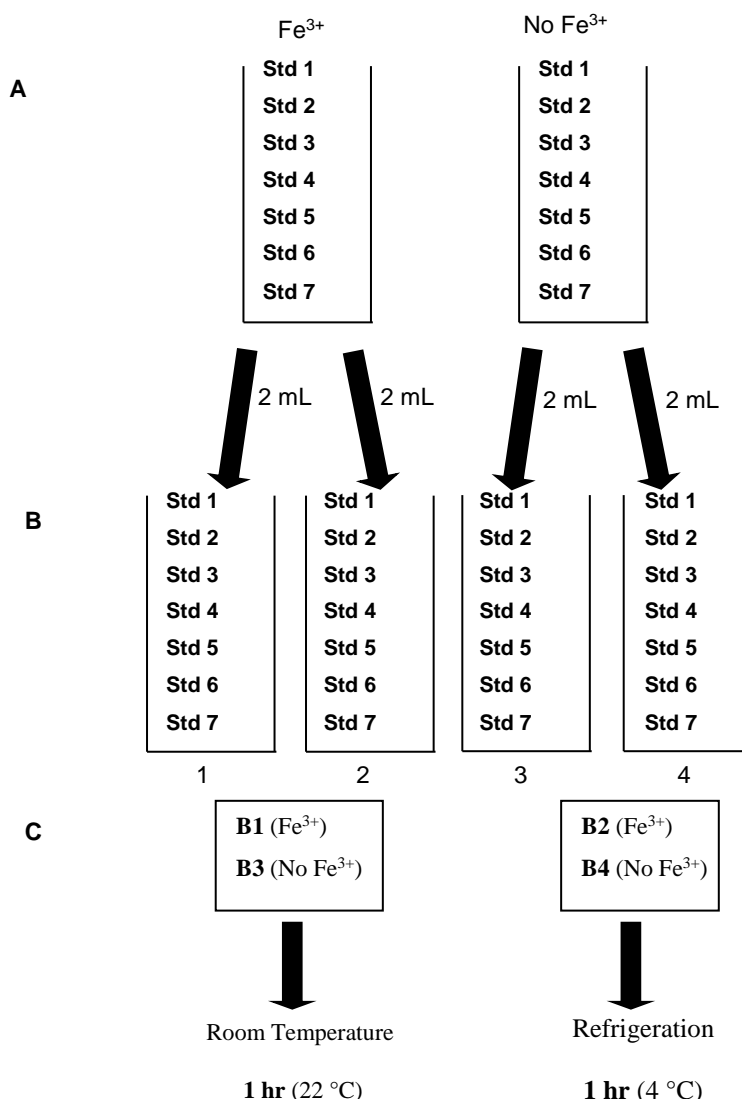 Fe³⁺ No Fe³⁺
A
Std 1 Std 1
Std 2 Std 2
Std 3 Std 3
Std 4 Std 4
Std 5 Std 5
Std 6 Std 6
Std 7 Std 7
2 mL 2 mL 2 mL 2 mL
B
Std 1 Std 1 Std 1 Std 1
Std 2 Std 2 Std 2 Std 2
Std 3 Std 3 Std 3 Std 3
Std 4 Std 4 Std 4 Std 4
Std 5 Std 5 Std 5 Std 5
Std 6 Std 6 Std 6 Std 6
Std 7 Std 7 Std 7 Std 7
1 2 3 4
C
B1 (Fe³⁺) B2 (Fe³⁺)
B3 (No Fe³⁺) B4 (No Fe³⁺)
Room Temperature Refrigeration
1 hr (22 °C) 1 hr (4 °C)